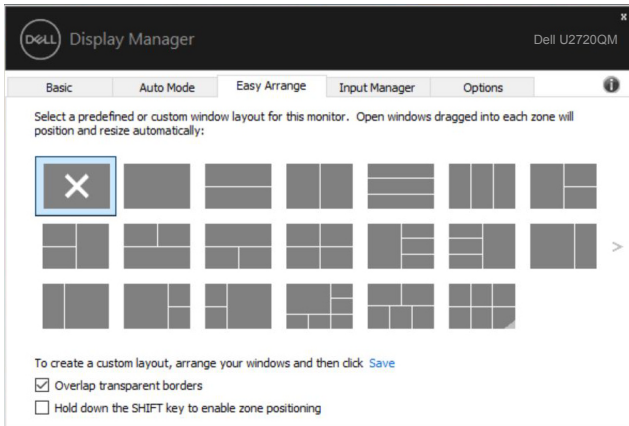 x
DELL Display Manager
Dell U2720QM
Basic Auto Mode Easy Arrange Input Manager Options
Select a predefined or custom window layout for this monitor. Open windows dragged into each zone will
position and resize automatically:
To create a custom layout, arrange your windows and then click Save
Overlap transparent borders
Hold down the SHIFT key to enable zone positioning